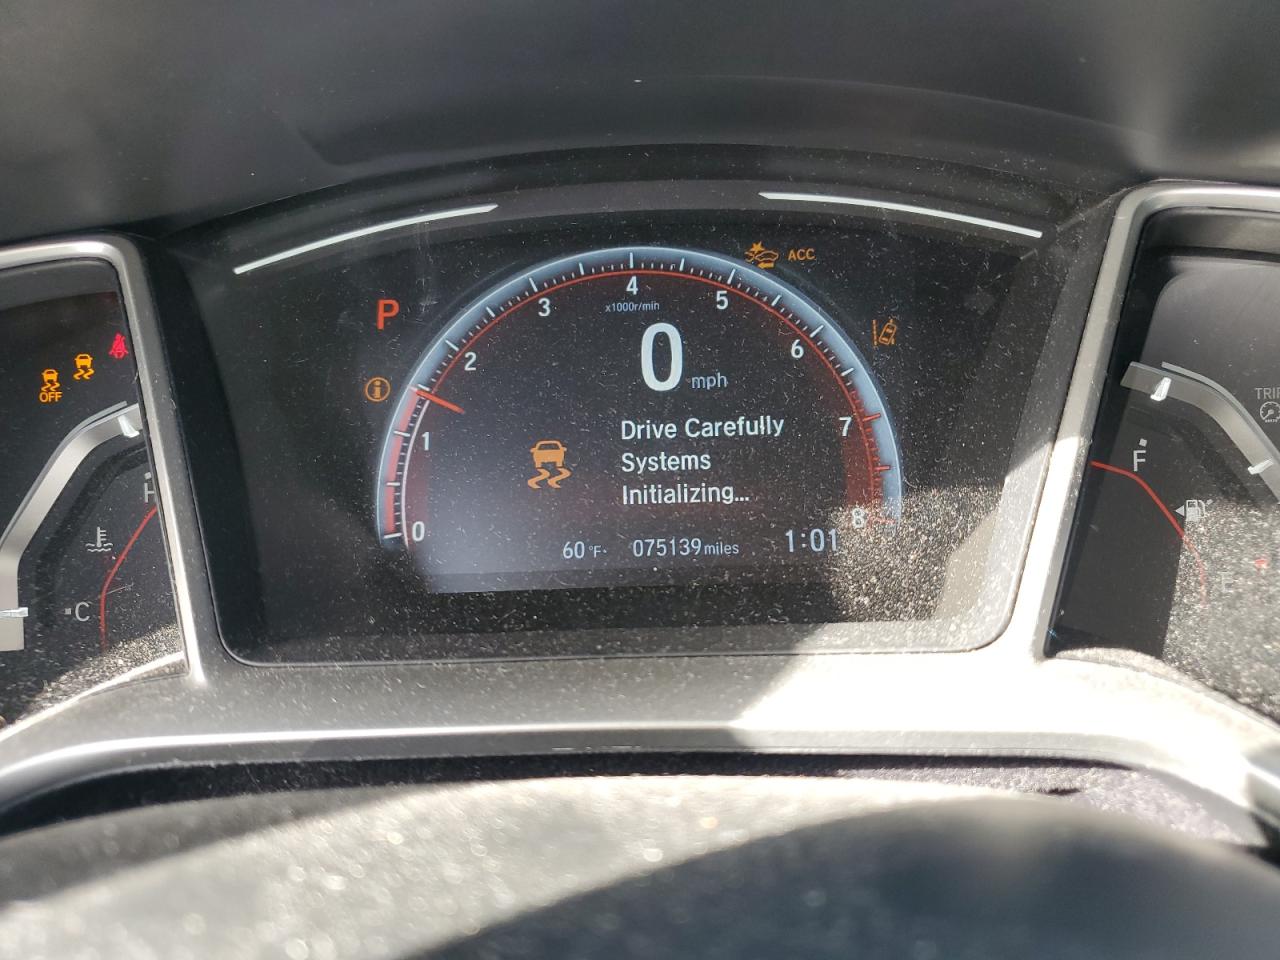 ACC
4
3
5
x1000r/min
P
0
mph
2
6
OFF
1
Drive Carefully
7
Systems
Initializing...
0
8
60°F
075139 miles
1:01
H
C
TRIP
F